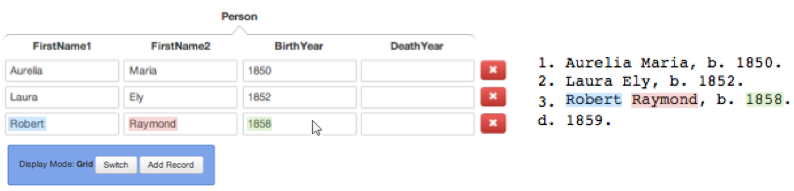 Person
FirstName1 FirstName2 BirthYear DeathYear
Aurelia Maria 1850
Laura Ely 1852
Robert Raymond 1858
Display Mode: Grid Switch Add Record
1. Aurelia Maria, b. 1850.
2. Laura Ely, b. 1852.
3. Robert Raymond, b. 1858.
d. 1859.